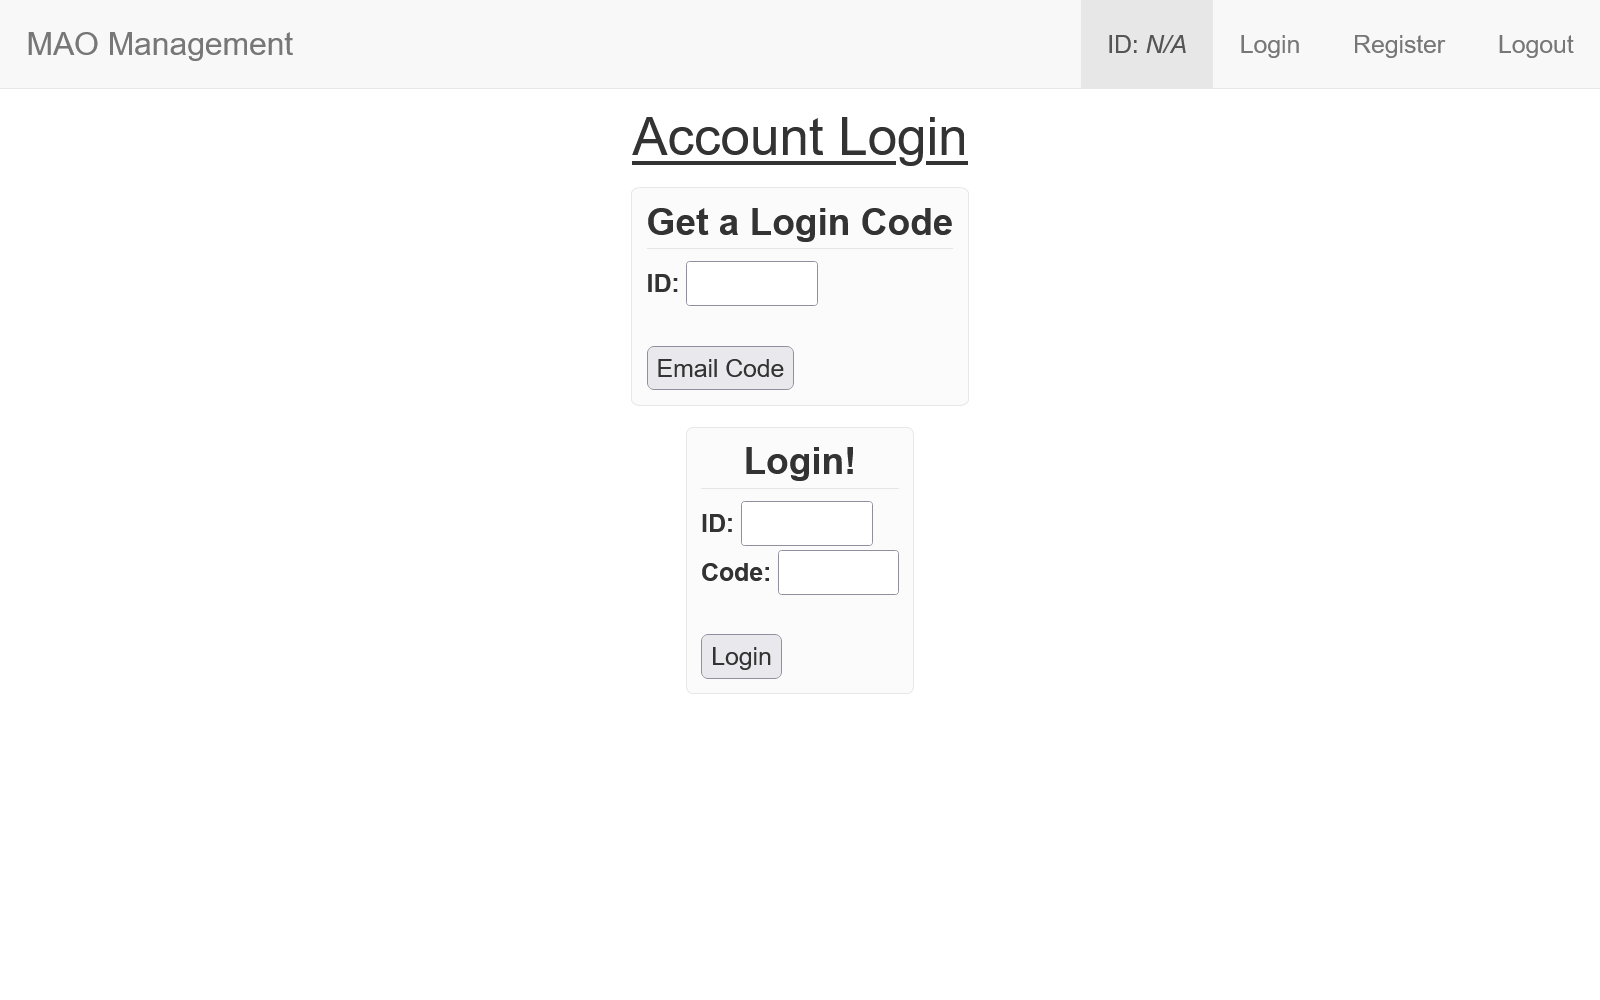 MAO Management
ID: N/A
Login
Register
Logout
Account Login
Get a Login Code
ID:
Email Code
Login!
ID:
Code:
Login